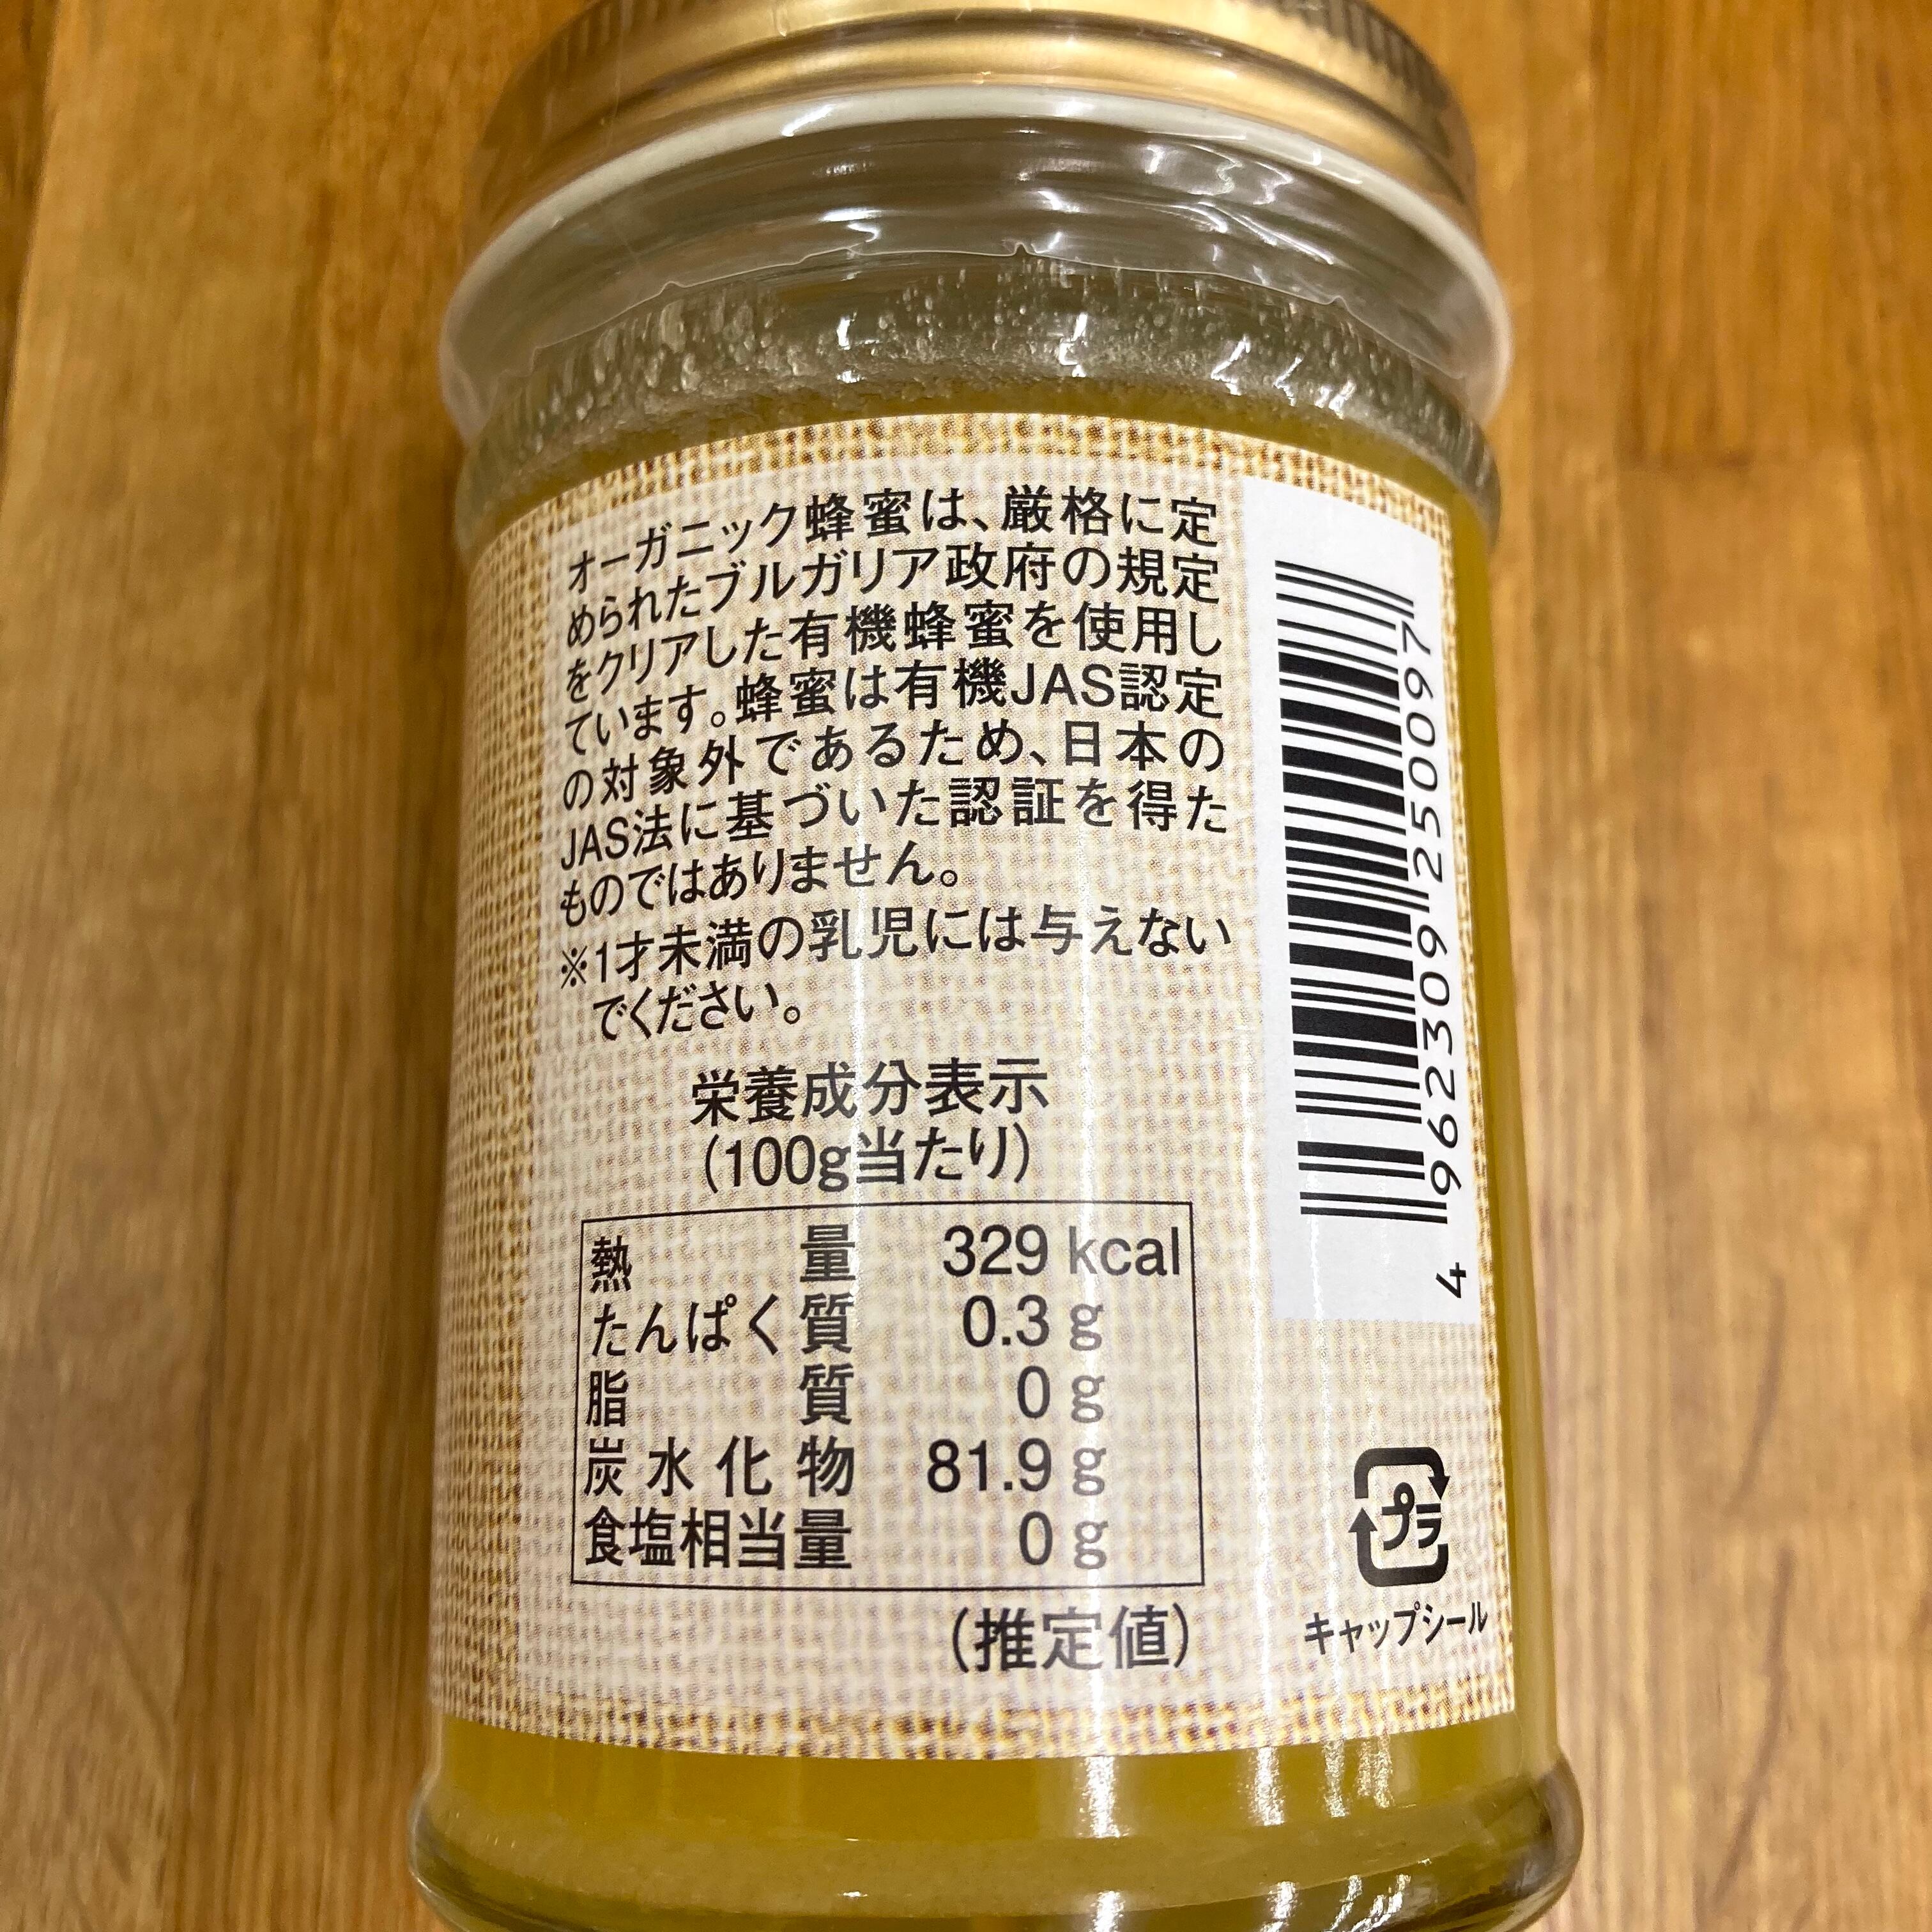 オーガニック蜂蜜は、厳格に定
められたブルガリア政府の規定
をクリアした有機蜂蜜を使用し
ています。蜂蜜は有機JAS認定
の対象外であるため、日本の
JAS法に基づいた認証を得た
ものではありません。
※1才未満の乳児には与えない
でください。
栄養成分表示
(100g当たり)
熱量 329 kcal
たんぱく質 0.3 g
脂質 0 g
炭水化物 81.9 g
食塩相当量 0 g
(推定値)
4 962309 250097
プラ
キャップシール